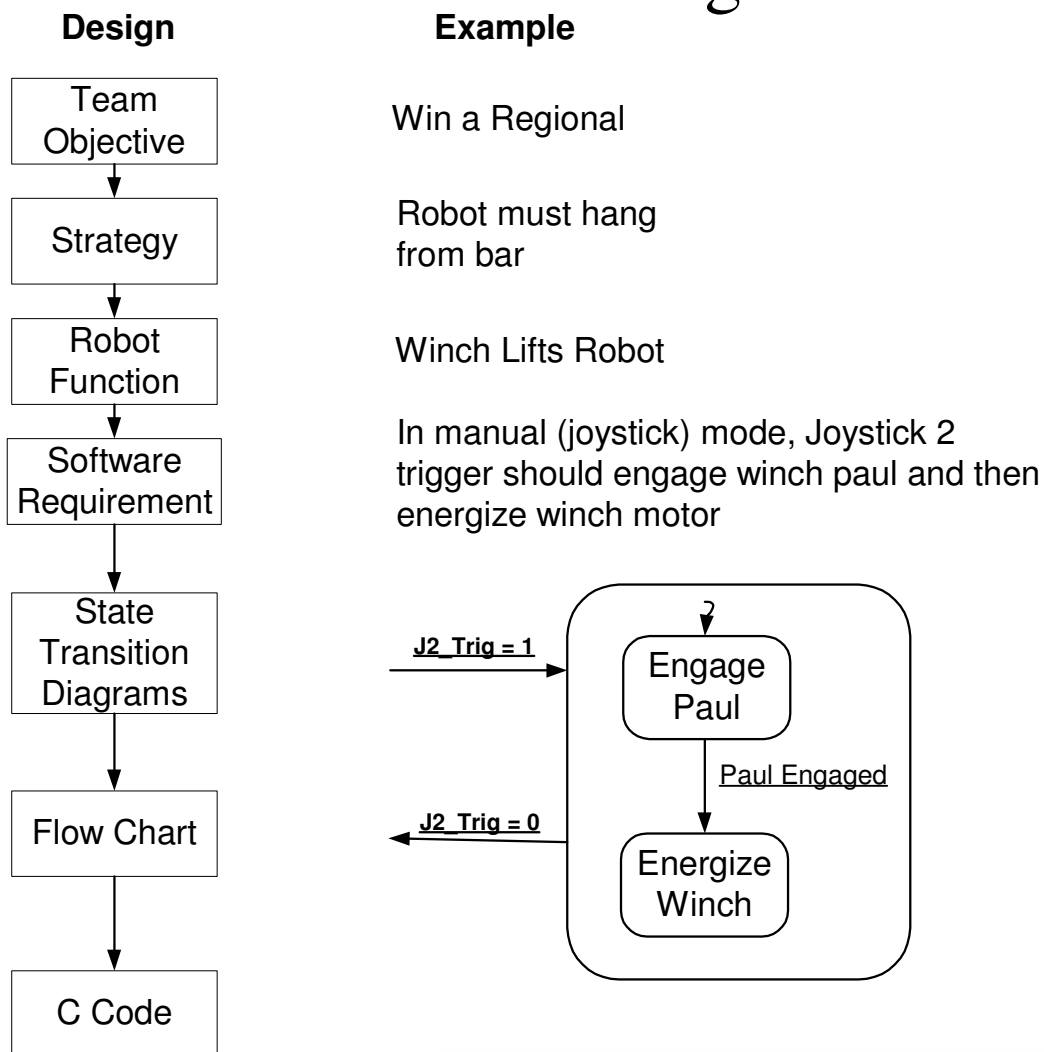 Design
Example
Team
Objective
Win a Regional
Strategy
Robot must hang
from bar
Robot
Function
Winch Lifts Robot
Software
Requirement
In manual (joystick) mode, Joystick 2
trigger should engage winch paul and then
energize winch motor
State
Transition
Diagrams
J2_Trig = 1
Engage
Paul
Paul Engaged
Flow Chart
J2_Trig = 0
Energize
Winch
C Code